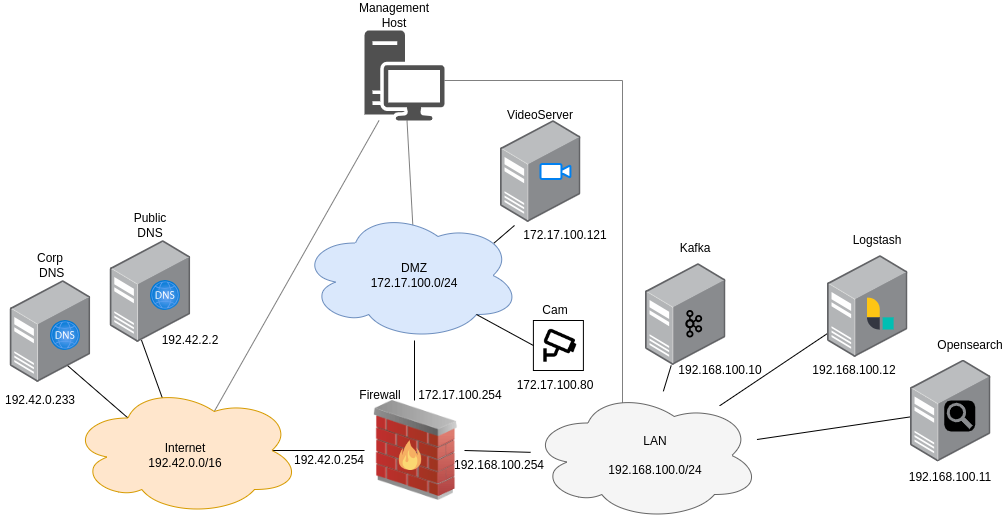 Management
Host
VideoServer
172.17.100.121
Public
DNS
DNS
192.42.2.2
Corp
DNS
DNS
192.42.0.233
DMZ
172.17.100.0/24
Kafka
192.168.100.10
Logstash
192.168.100.12
Opensearch
192.168.100.11
Cam
172.17.100.80
Firewall
172.17.100.254
Internet
192.42.0.0/16
192.42.0.254
192.168.100.254
LAN
192.168.100.0/24